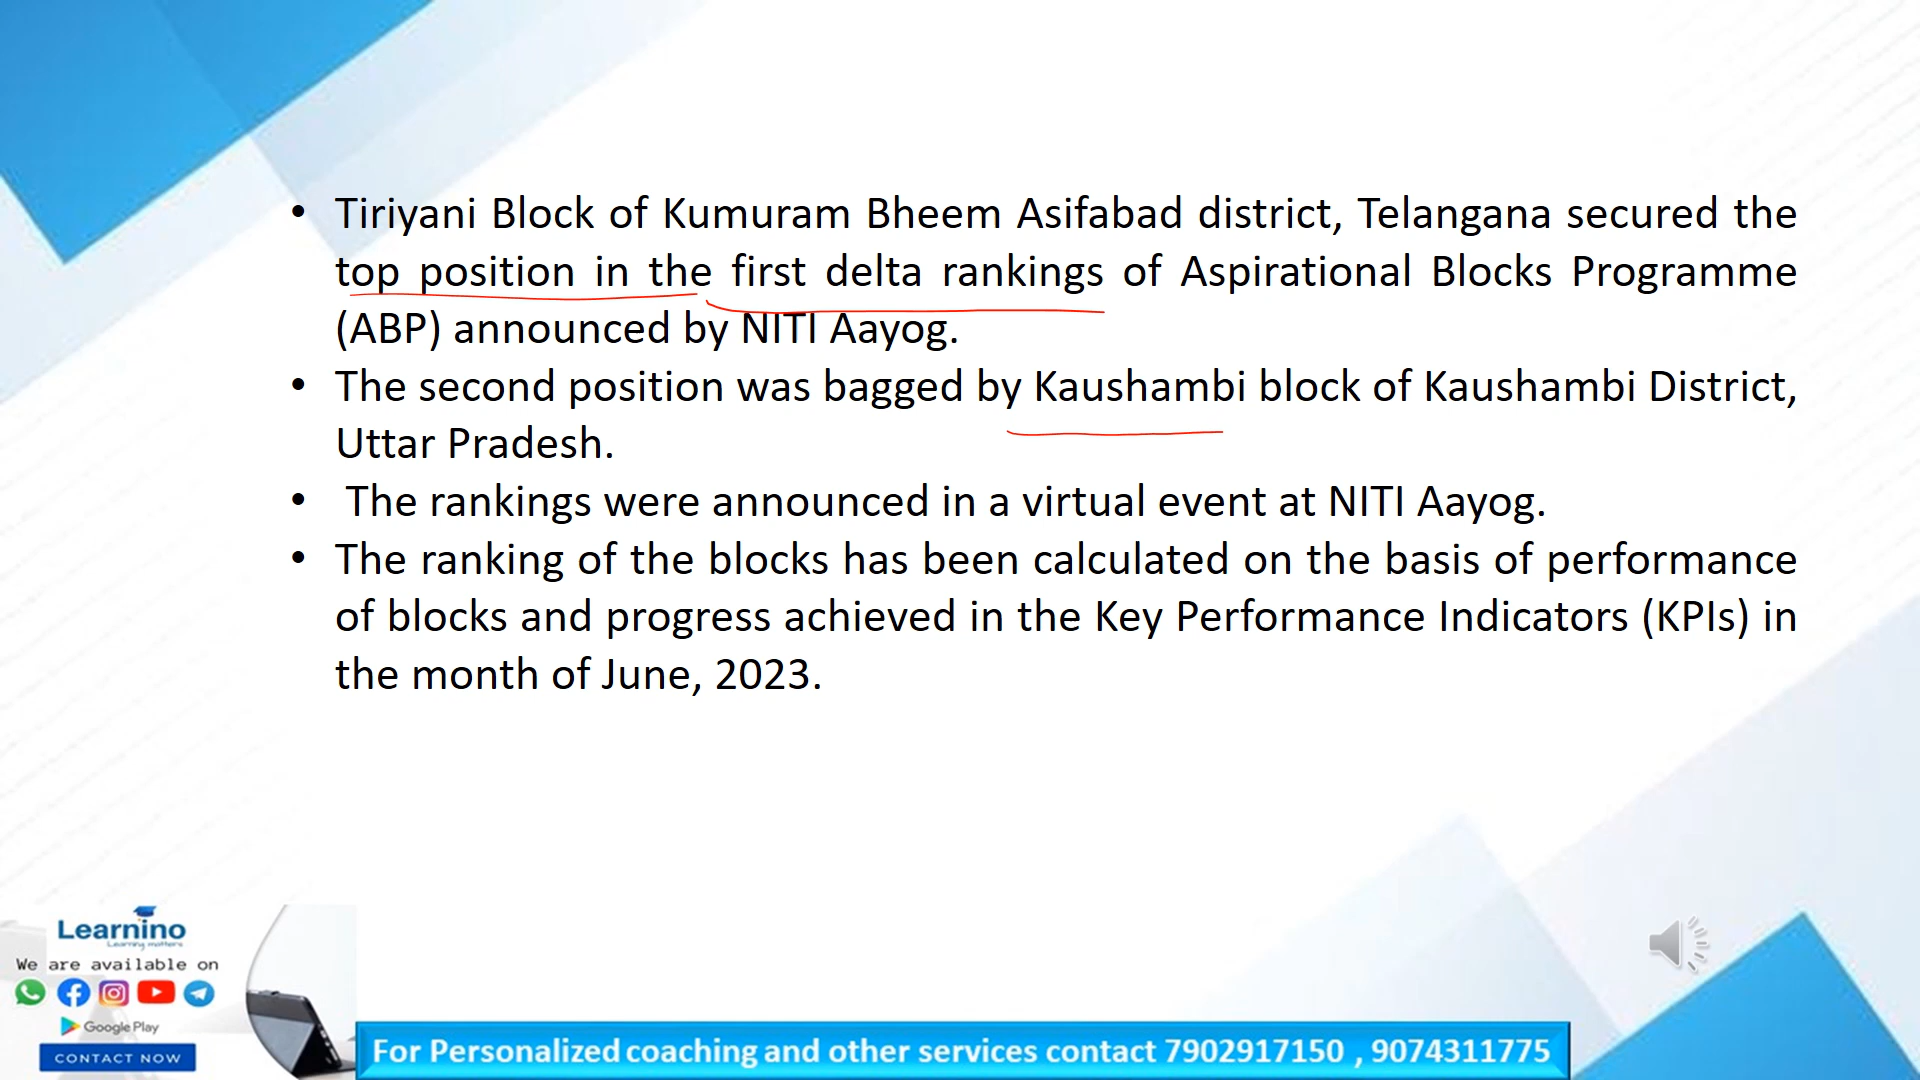 • Tiriyani Block of Kumuram Bheem Asifabad district, Telangana secured the
top position in the first delta rankings of Aspirational Blocks Programme
(ABP) announced by NITI Aayog.
• The second position was bagged by Kaushambi block of Kaushambi District,
Uttar Pradesh.
• The rankings were announced in a virtual event at NITI Aayog.
• The ranking of the blocks has been calculated on the basis of performance
of blocks and progress achieved in the Key Performance Indicators (KPIs) in
the month of June, 2023.
Learnino
Learning matters
We are available on
Google Play
CONTACT NOW
For Personalized coaching and other services contact 7902917150 , 9074311775